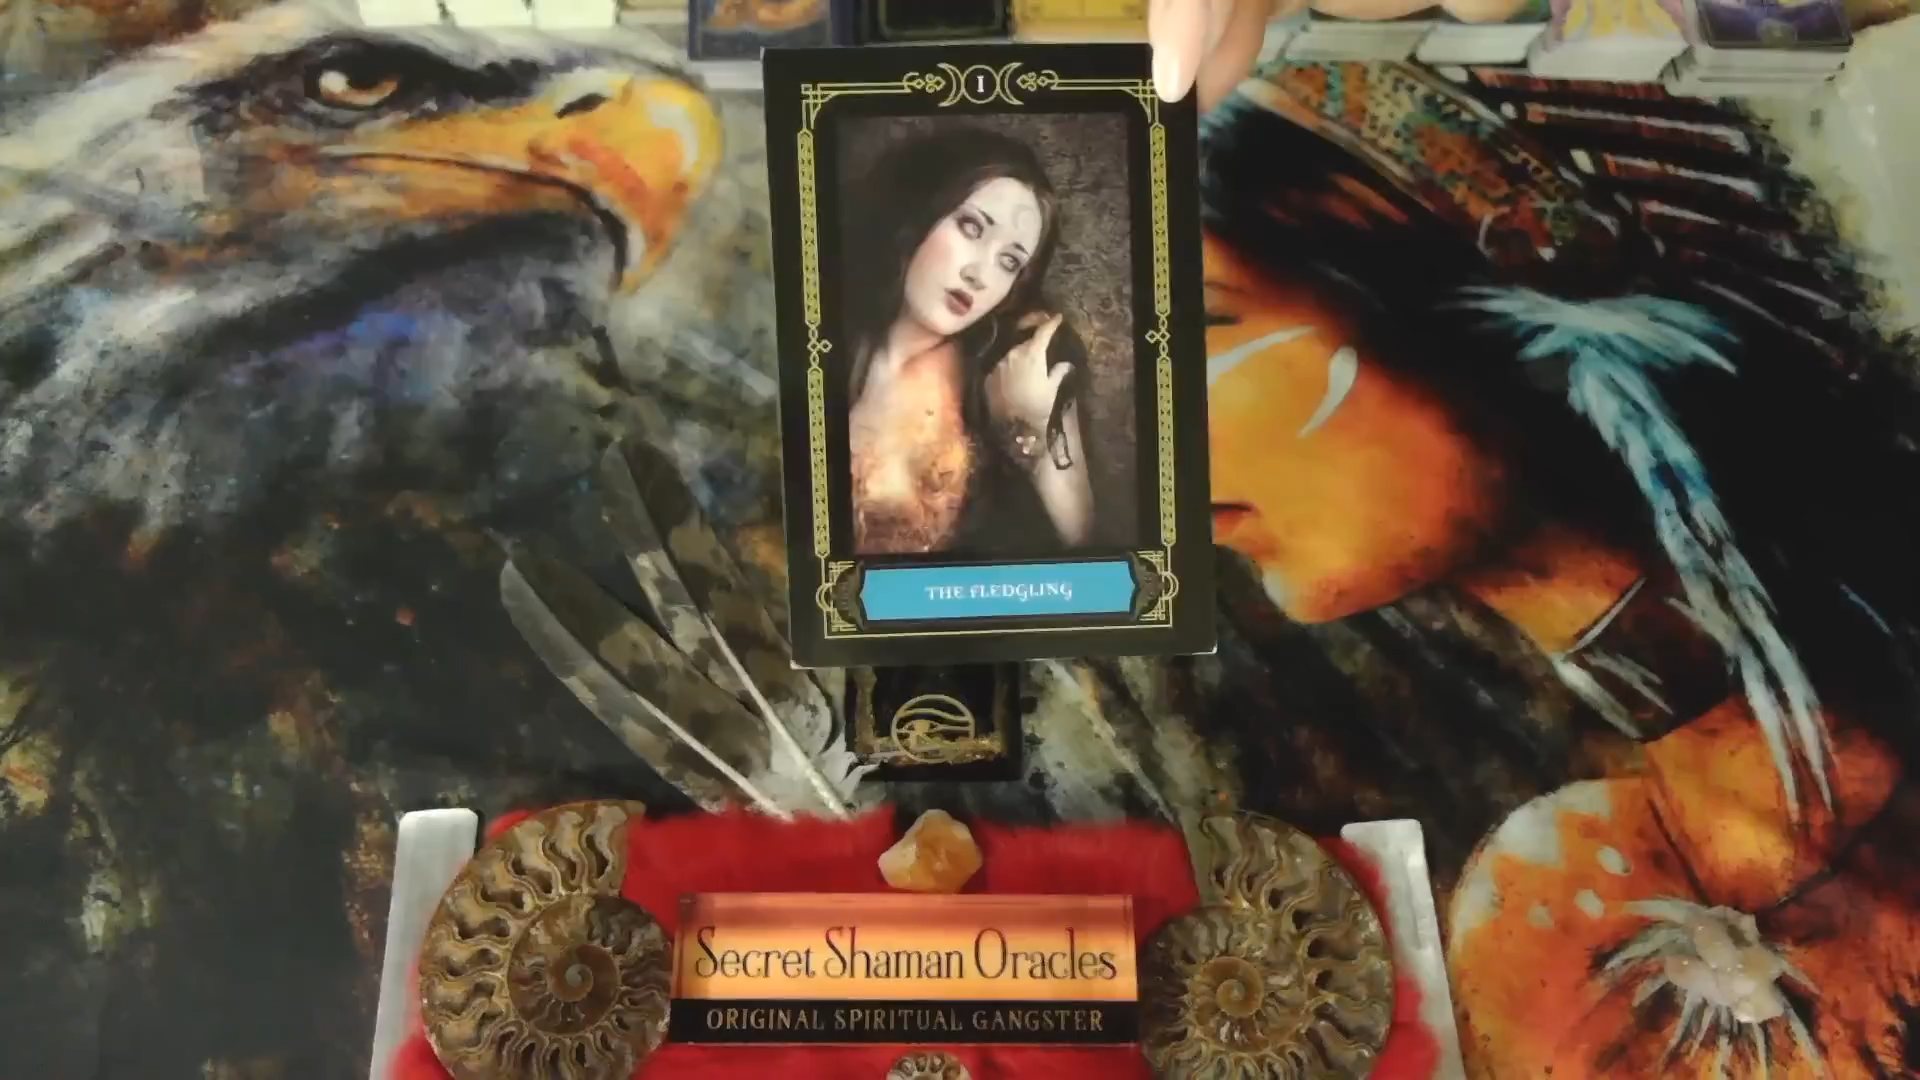 I
THE FLEDGLING
Secret Shaman Oracles
ORIGINAL SPIRITUAL GANGSTER